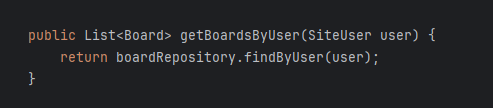 public List<Board> getBoardsByUser(SiteUser user) {
    return boardRepository.findByUser(user);
}